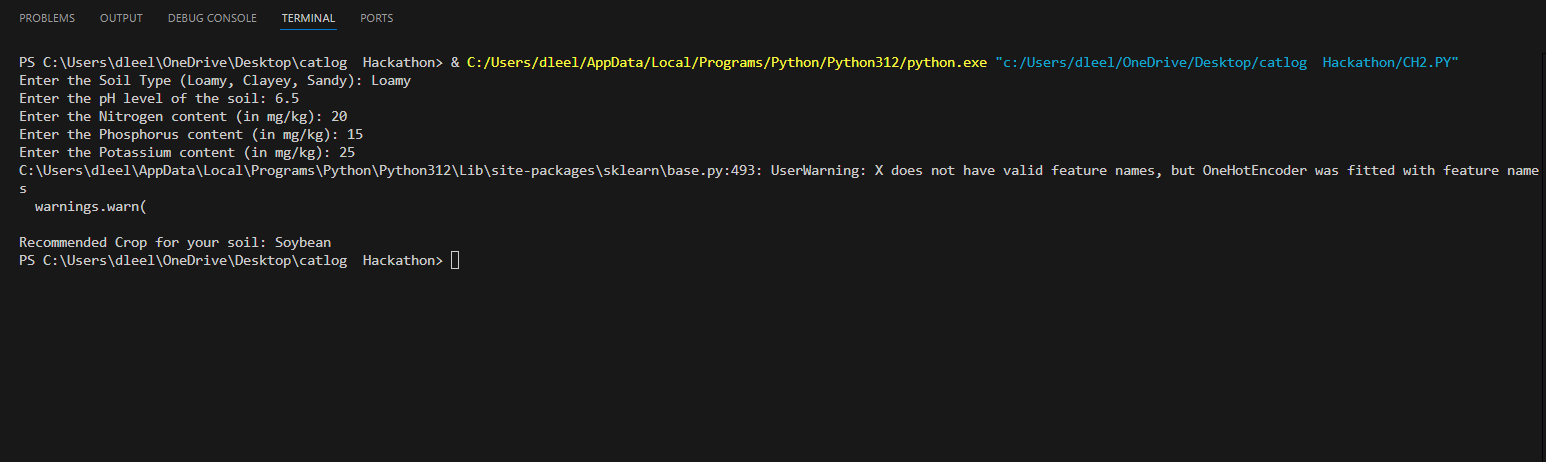 PROBLEMS OUTPUT DEBUG CONSOLE TERMINAL PORTS
PS C:\Users\dleel\OneDrive\Desktop\catlog  Hackathon> & C:/Users/dleel/AppData/Local/Programs/Python/Python312/python.exe "c:/Users/dleel/OneDrive/Desktop/catlog  Hackathon/CH2.PY"
Enter the Soil Type (Loamy, Clayey, Sandy): Loamy
Enter the pH level of the soil: 6.5
Enter the Nitrogen content (in mg/kg): 20
Enter the Phosphorus content (in mg/kg): 15
Enter the Potassium content (in mg/kg): 25
C:\Users\dleel\AppData\Local\Programs\Python\Python312\Lib\site-packages\sklearn\base.py:493: UserWarning: X does not have valid feature names, but OneHotEncoder was fitted with feature name
s
  warnings.warn(
Recommended Crop for your soil: Soybean
PS C:\Users\dleel\OneDrive\Desktop\catlog  Hackathon>